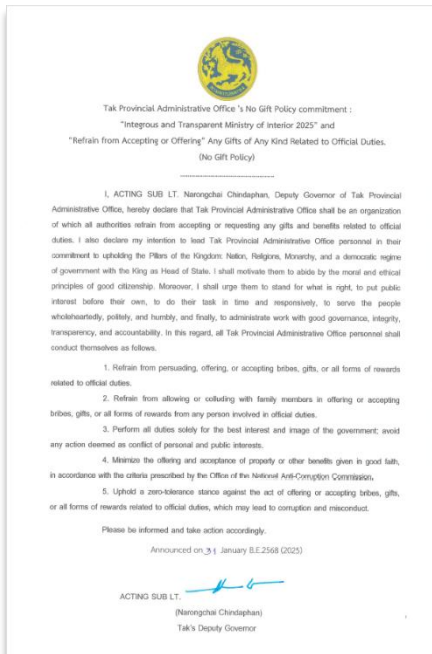 Tak Provincial Administrative Office 's No Gift Policy commitment :
"Integrous and Transparent Ministry of Interior 2025" and
"Refrain from Accepting or Offering" Any Gifts of Any Kind Related to Official Duties.
(No Gift Policy)
I, ACTING SUB LT. Narongchai Chindaphan, Deputy Governor of Tak Provincial
Administrative Office, hereby declare that Tak Provincial Administrative Office shall be an organization
of which all authorities refrain from accepting or requesting any gifts and benefits related to official
duties. I also declare my intention to lead Tak Provincial Administrative Office personnel in their
commitment to upholding the Pillars of the Kingdom: Nation, Religions, Monarchy, and a democratic regime
of government with the King as Head of State. I shall motivate them to abide by the moral and ethical
principles of good citizenship. Moreover, I shall urge them to stand for what is right, to put public
interest before their own, to do their task in time and responsively, to serve the people
wholeheartedly, politely, and humbly, and finally, to administrate work with good governance, integrity,
transparency, and accountability. In this regard, all Tak Provincial Administrative Office personnel shall
conduct themselves as follows.
1. Refrain from persuading, offering, or accepting bribes, gifts, or all forms of rewards
related to official duties.
2. Refrain from allowing or colluding with family members in offering or accepting
bribes, gifts, or all forms of rewards from any person involved in official duties.
3. Perform all duties solely for the best interest and image of the government; avoid
any action deemed as conflict of personal and public interests.
4. Minimize the offering and acceptance of property or other benefits given in good faith,
in accordance with the criteria prescribed by the Office of the National Anti-Corruption Commission.
5. Uphold a zero-tolerance stance against the act of offering or accepting bribes, gifts,
or all forms of rewards related to official duties, which may lead to corruption and misconduct.
Please be informed and take action accordingly.
Announced on 31 January B.E.2568 (2025)
ACTING SUB LT.
(Narongchai Chindaphan)
Tak's Deputy Governor